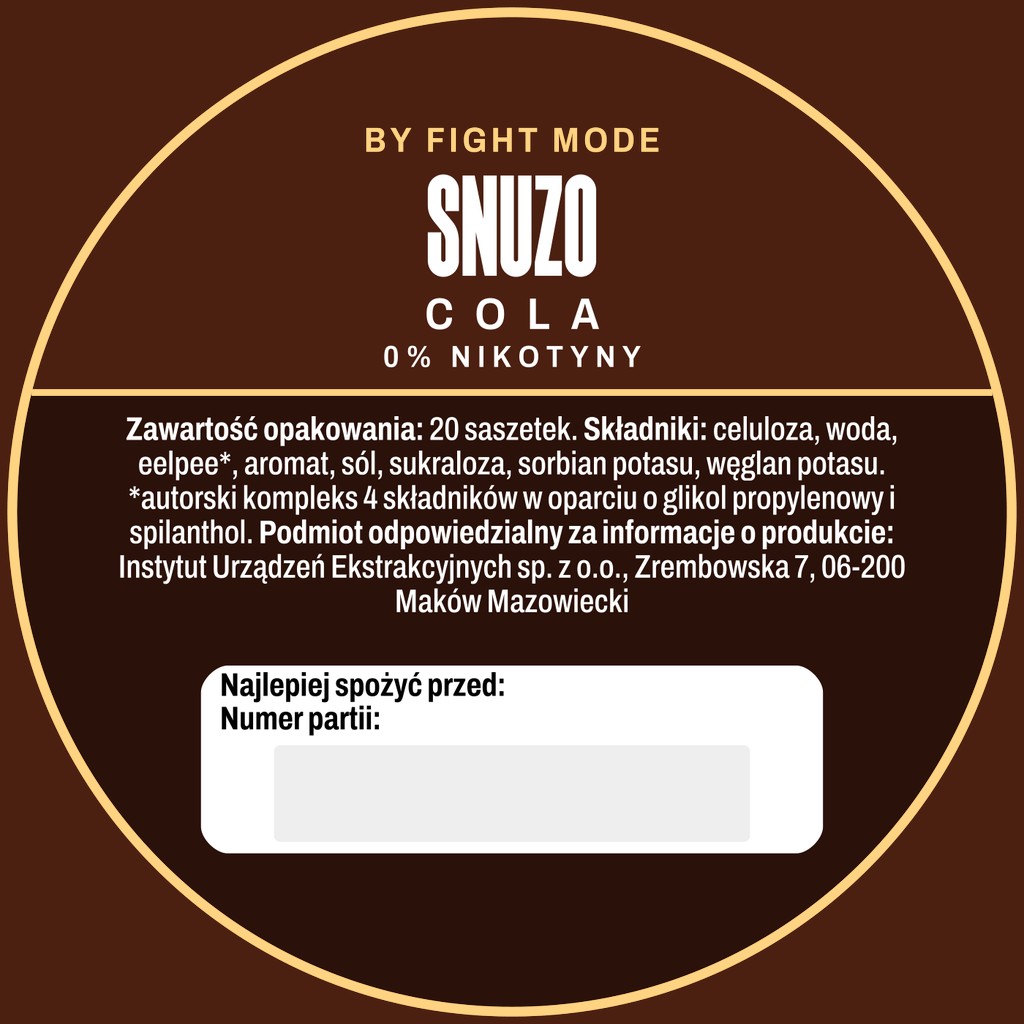 BY FIGHT MODE
SNUZO
COLA
0% NIKOTYNY
Zawartość opakowania: 20 saszetek. Składniki: celuloza, woda,
eelpee*, aromat, sól, sukraloza, sorbian potasu, węglan potasu.
*autorski kompleks 4 składników w oparciu o glikol propylenowy i
spilanthol. Podmiot odpowiedzialny za informacje o produkcie:
Instytut Urządzeń Ekstrakcyjnych sp. z o.o., Zrembowska 7, 06-200
Maków Mazowiecki
Najlepiej spożyć przed:
Numer partii: